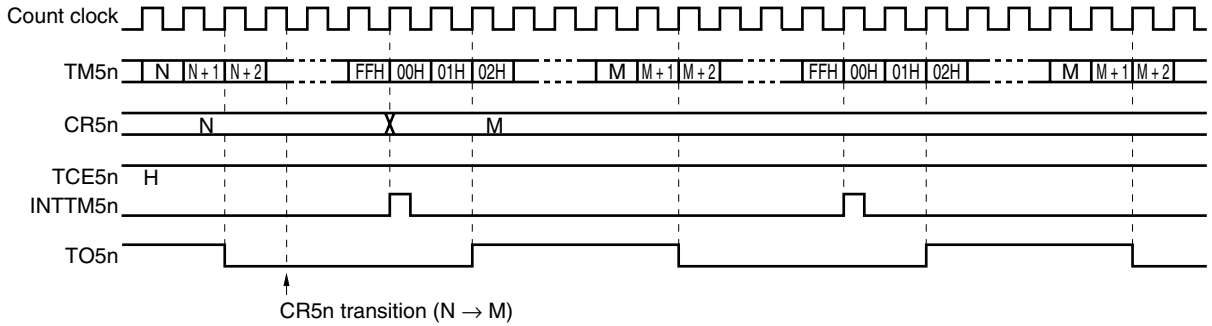 Count clock
TM5n N N + 1 N + 2 FFH 00H 01H 02H M M + 1 M + 2 FFH 00H 01H 02H M M + 1 M + 2
CR5n N M
TCE5n H
INTTM5n
TO5n
CR5n transition (N → M)